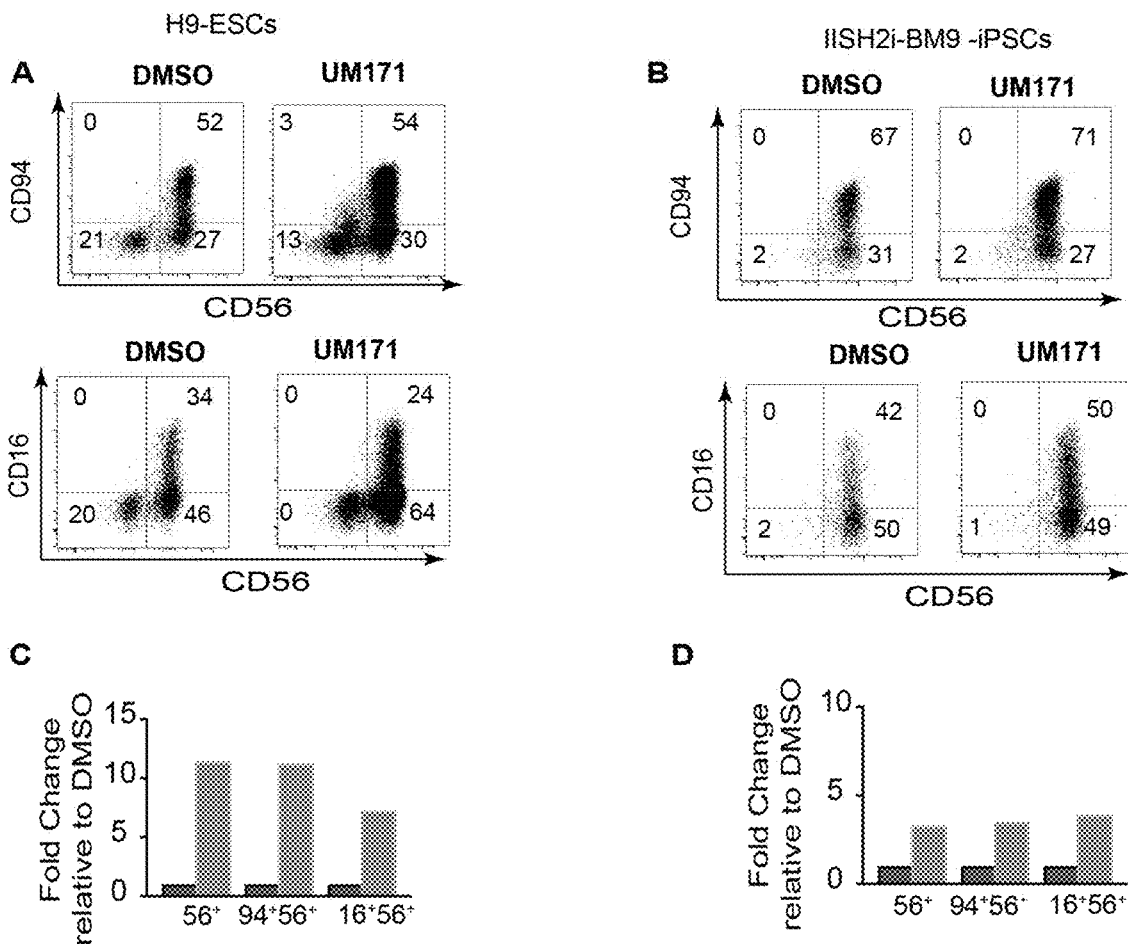 H9-ESCs
IISH2i-BM9 -iPSCs
A
DMSO
UM171
0
52
3
54
21
27
13
30
CD94
CD56
B
DMSO
UM171
0
67
0
71
2
31
2
27
CD94
CD56
DMSO
UM171
0
34
0
24
20
46
0
64
CD16
CD56
DMSO
UM171
0
42
0
50
2
50
1
49
CD16
CD56
C
Fold Change
relative to DMSO
15
10
5
0
56⁺
94⁺56⁺
16⁺56⁺
D
Fold Change
relative to DMSO
10
5
0
56⁺
94⁺56⁺
16⁺56⁺